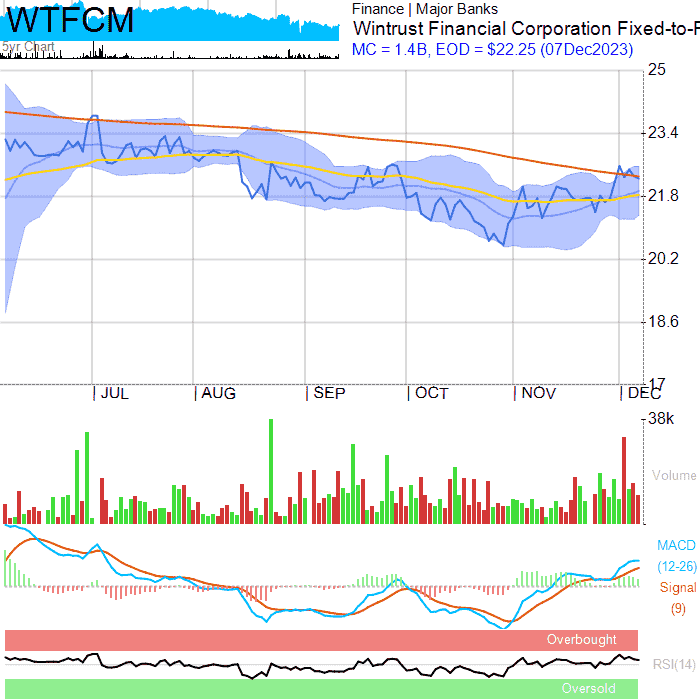 WTFCM
5yr Chart
Finance | Major Banks
Wintrust Financial Corporation Fixed-to-F
MC = 1.4B, EOD = $22.25 (07Dec2023)
25
23.4
21.8
20.2
18.6
17
JUL AUG SEP OCT NOV DEC
38k
Volume
MACD
(12-26)
Signal
(9)
Overbought
RSI(14)
Oversold